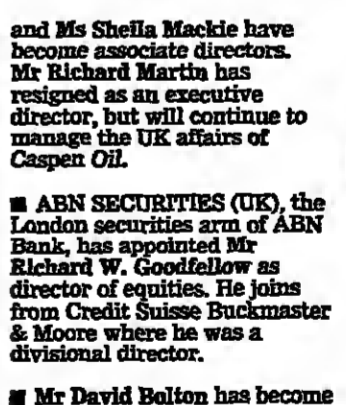 and Ms Sheila Mackie have
become associate directors.
Mr Richard Martin has
resigned as an executive
director, but will continue to
manage the UK affairs of
Caspen Oil.
■ ABN SECURITIES (UK), the
London securities arm of ABN
Bank, has appointed Mr
Richard W. Goodfellow as
director of equities. He joins
from Credit Suisse Buckmaster
& Moore where he was a
divisional director.
■ Mr David Bolton has become